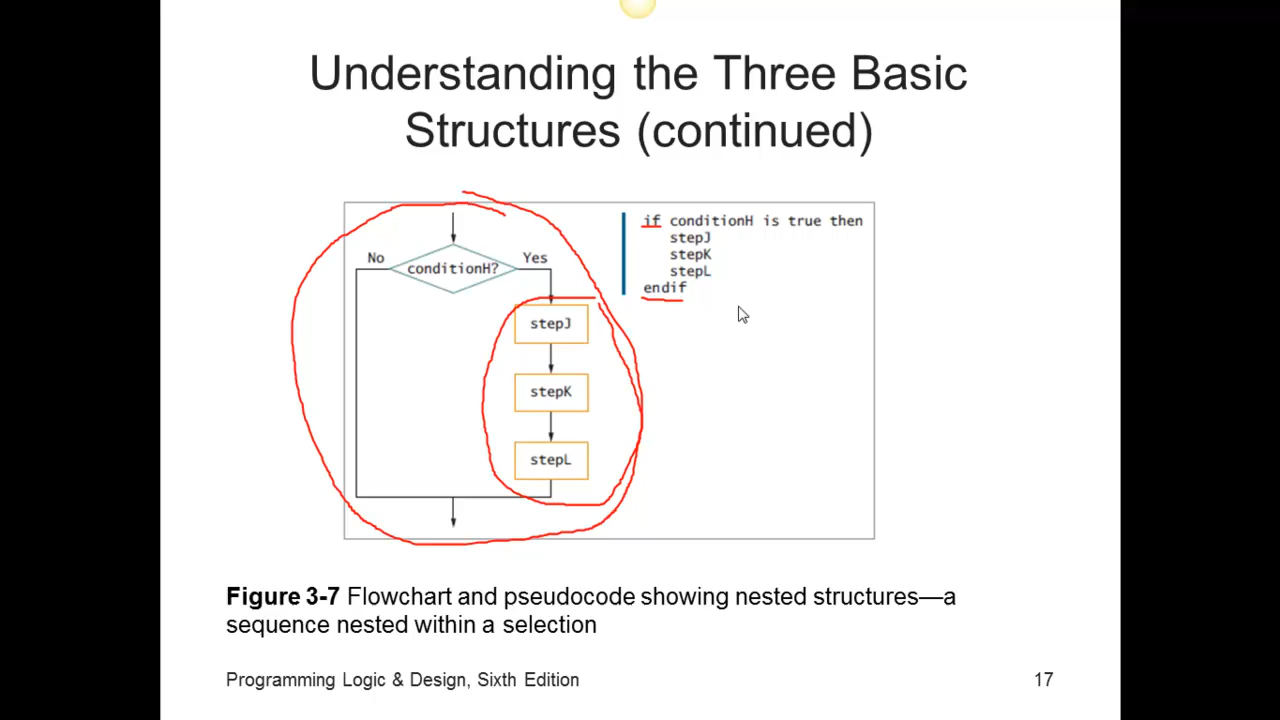 Understanding the Three Basic
Structures (continued)
No
conditionH?
Yes
stepJ
stepK
stepL
if conditionH is true then
stepJ
stepK
stepL
endif
Figure 3-7 Flowchart and pseudocode showing nested structures—a
sequence nested within a selection
Programming Logic & Design, Sixth Edition
17